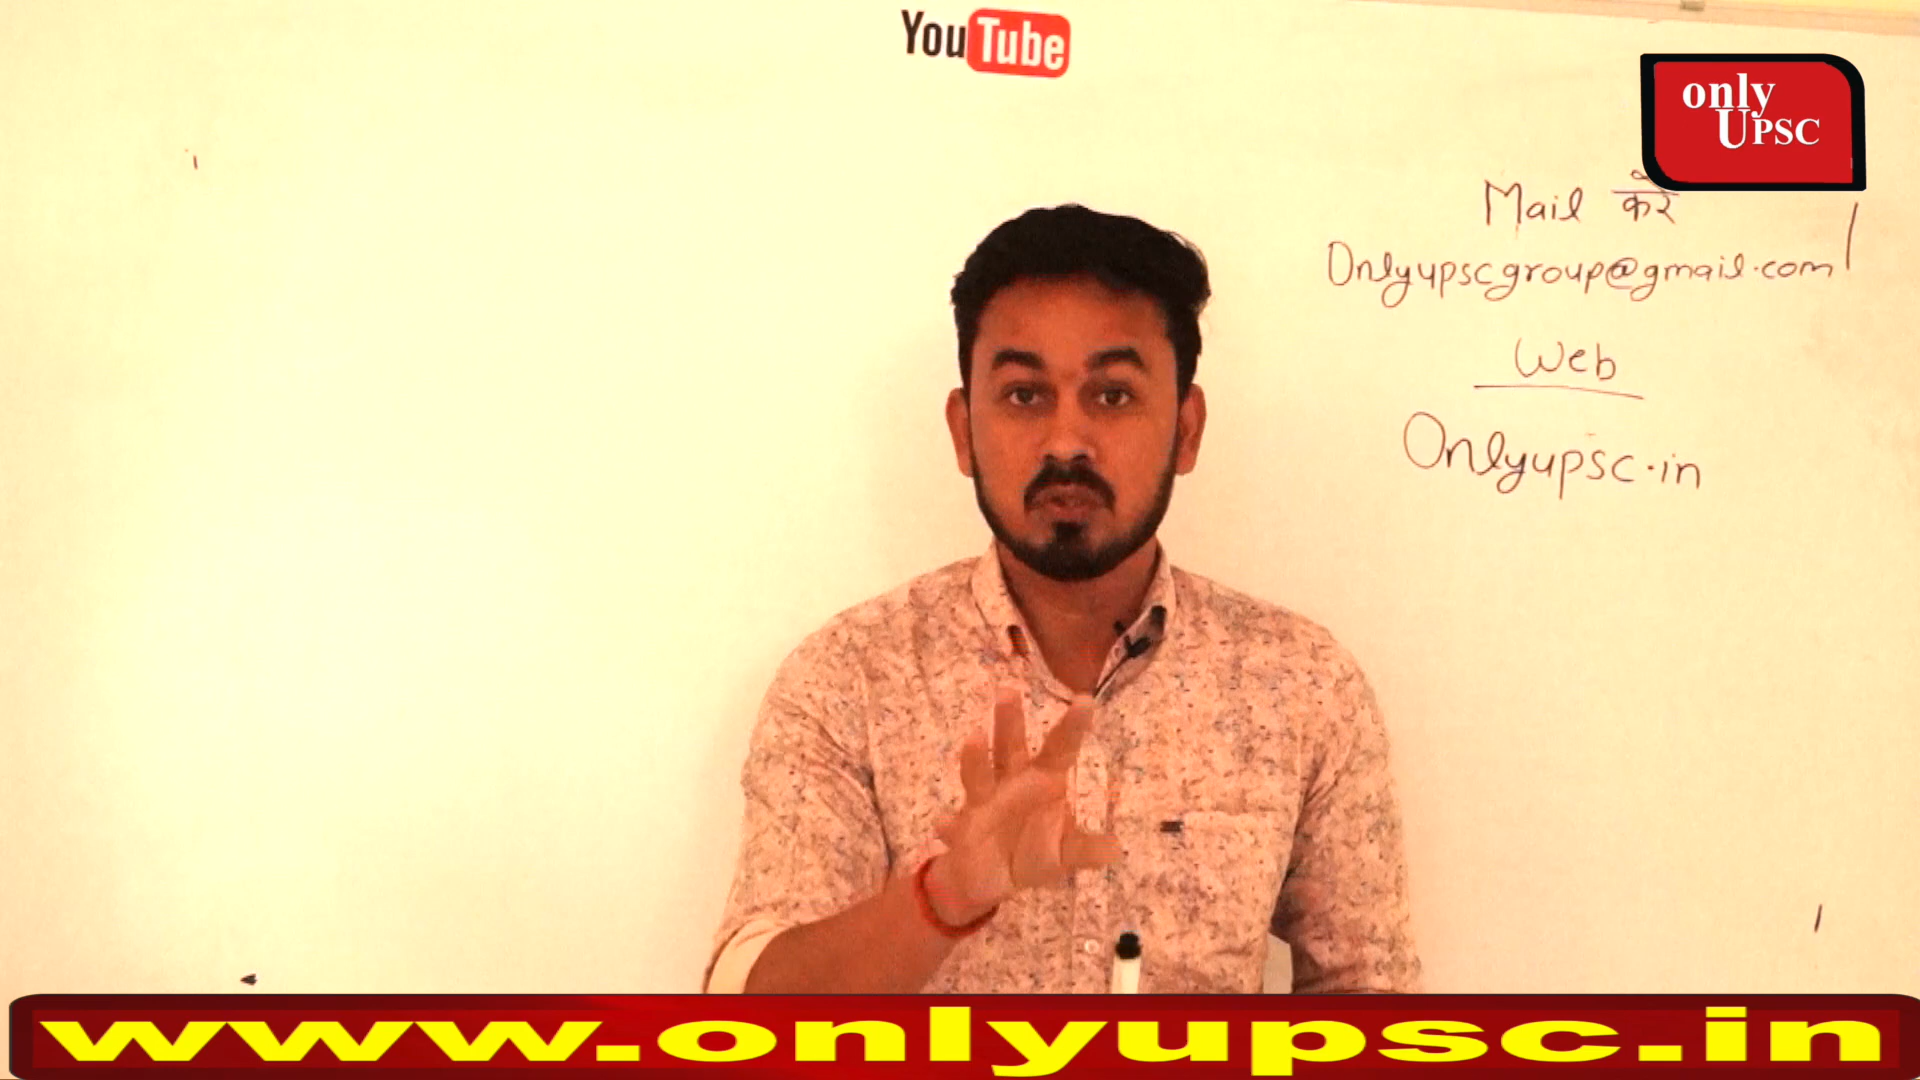 YouTube
only
UPSC
Mail करें
Onlyupscgroup@gmail.com
Web
Onlyupsc.in
www.onlyupsc.in